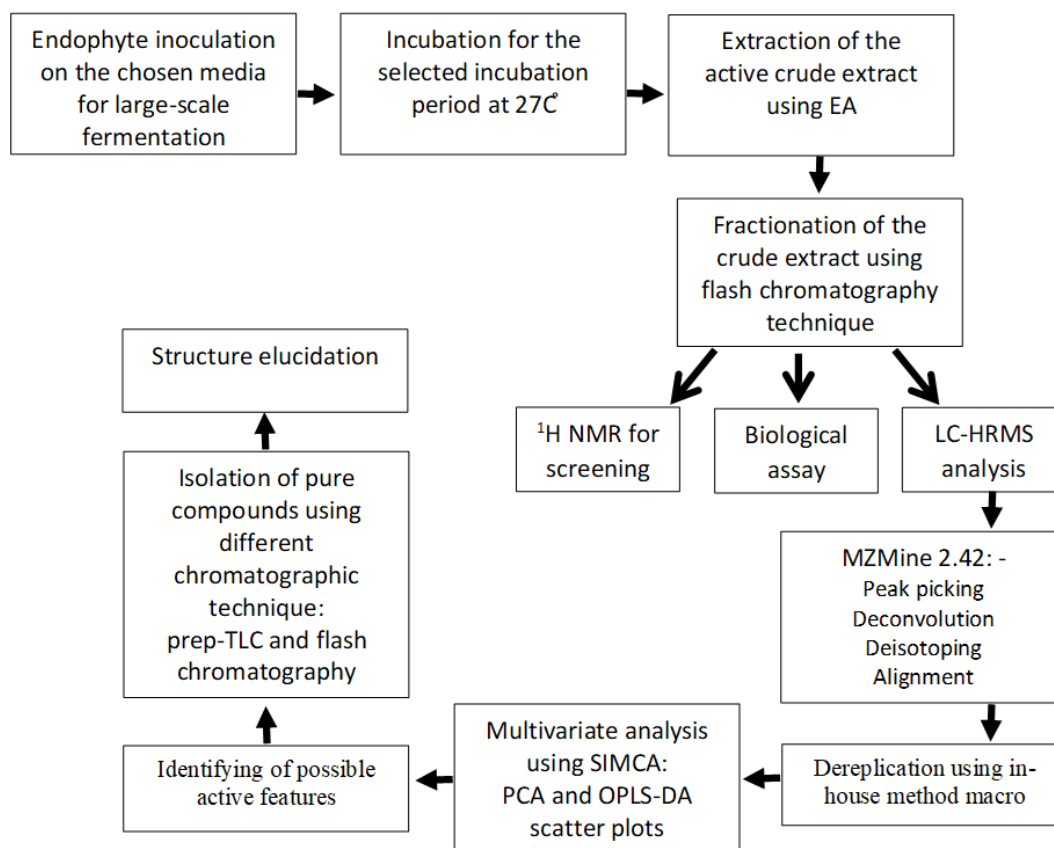 Endophyte inoculation
on the chosen media
for large-scale
fermentation
Incubation for the
selected incubation
period at 27C̊
Extraction of the
active crude extract
using EA
Fractionation of the
crude extract using
flash chromatography
technique
¹H NMR for
screening
Biological
assay
LC-HRMS
analysis
MZMine 2.42: -
Peak picking
Deconvolution
Deisotoping
Alignment
Dereplication using in-
house method macro
Multivariate analysis
using SIMCA:
PCA and OPLS-DA
scatter plots
Identifying of possible
active features
Isolation of pure
compounds using
different
chromatographic
technique:
prep-TLC and flash
chromatography
Structure elucidation